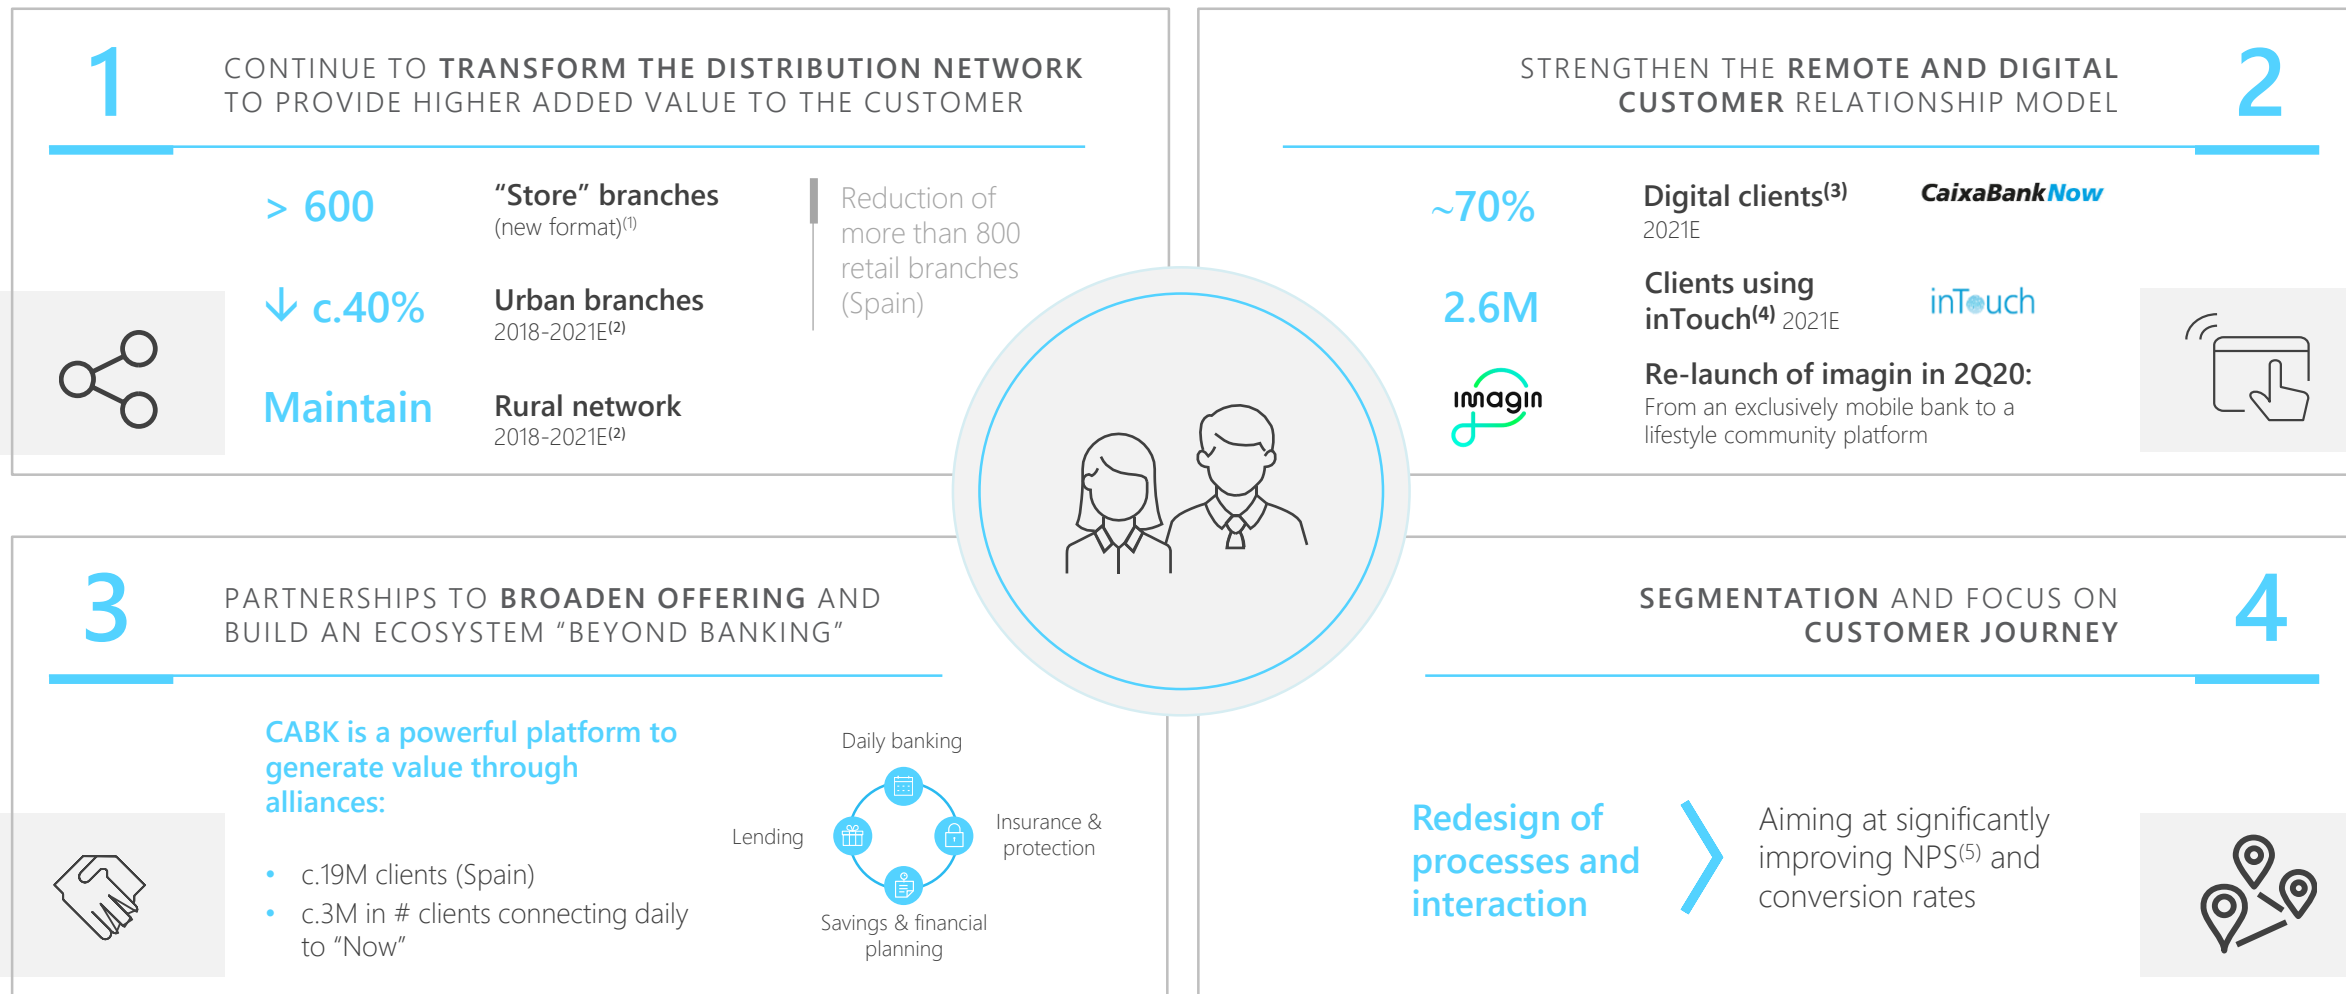 1
CONTINUE TO TRANSFORM THE DISTRIBUTION NETWORK
TO PROVIDE HIGHER ADDED VALUE TO THE CUSTOMER
> 600
“Store” branches
(new format)(1)
↓ c.40%
Urban branches
2018-2021E(2)
Maintain
Rural network
2018-2021E(2)
Reduction of
more than 800
retail branches
(Spain)
2
STRENGTHEN THE REMOTE AND DIGITAL
CUSTOMER RELATIONSHIP MODEL
~70%
Digital clients(3)
2021E
CaixaBankNow
2.6M
Clients using
inTouch(4) 2021E
inTouch
imagin
Re-launch of imagin in 2Q20:
From an exclusively mobile bank to a
lifestyle community platform
3
PARTNERSHIPS TO BROADEN OFFERING AND
BUILD AN ECOSYSTEM “BEYOND BANKING”
CABK is a powerful platform to
generate value through
alliances:
• c.19M clients (Spain)
• c.3M in # clients connecting daily
to “Now”
Daily banking
Lending
Insurance &
protection
Savings & financial
planning
4
SEGMENTATION AND FOCUS ON
CUSTOMER JOURNEY
Redesign of
processes and
interaction
Aiming at significantly
improving NPS(5) and
conversion rates